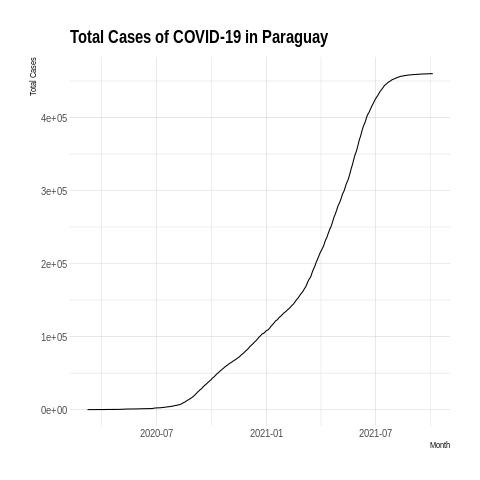 Total Cases of COVID-19 in Paraguay
Total Cases
4e+05
3e+05
2e+05
1e+05
0e+00
2020-07 2021-01 2021-07
Month